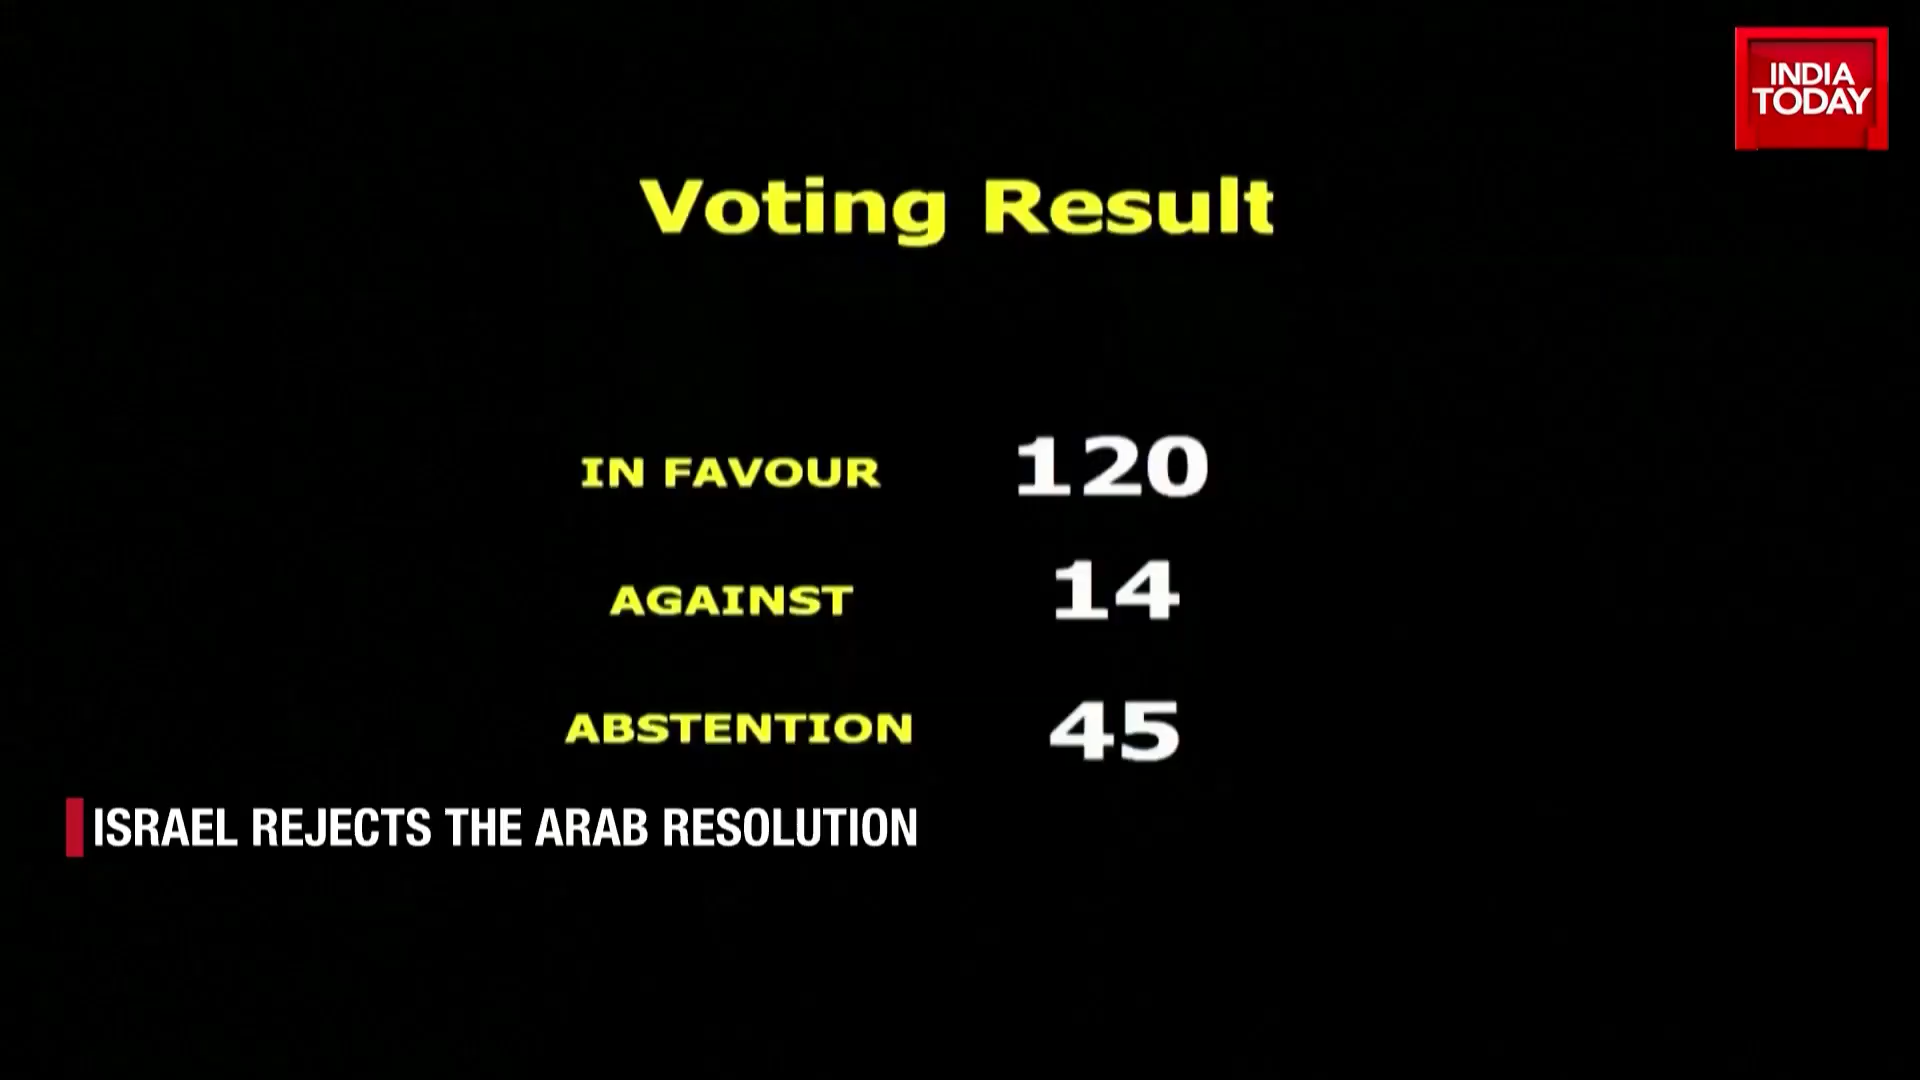 INDIA
TODAY
Voting Result
IN FAVOUR 120
AGAINST 14
ABSTENTION 45
ISRAEL REJECTS THE ARAB RESOLUTION